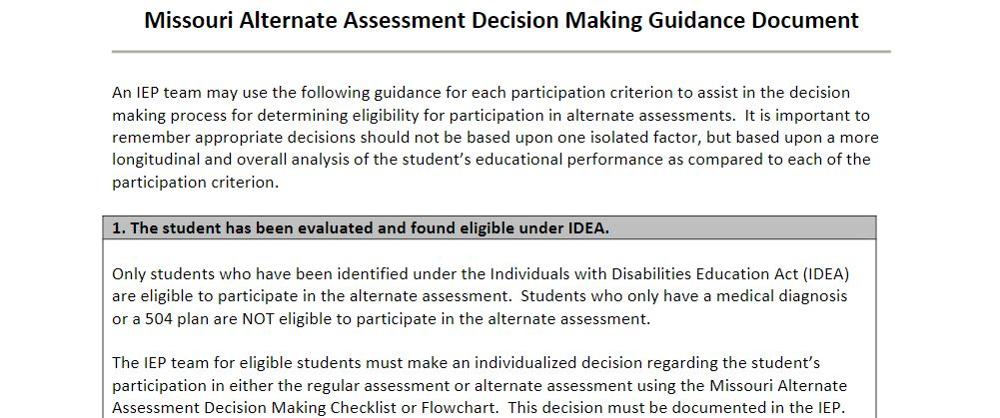 Missouri Alternate Assessment Decision Making Guidance Document
An IEP team may use the following guidance for each participation criterion to assist in the decision
making process for determining eligibility for participation in alternate assessments.  It is important to
remember appropriate decisions should not be based upon one isolated factor, but based upon a more
longitudinal and overall analysis of the student’s educational performance as compared to each of the
participation criterion.
1. The student has been evaluated and found eligible under IDEA.
Only students who have been identified under the Individuals with Disabilities Education Act (IDEA)
are eligible to participate in the alternate assessment.  Students who only have a medical diagnosis
or a 504 plan are NOT eligible to participate in the alternate assessment.
The IEP team for eligible students must make an individualized decision regarding the student’s
participation in either the regular assessment or alternate assessment using the Missouri Alternate
Assessment Decision Making Checklist or Flowchart.  This decision must be documented in the IEP.